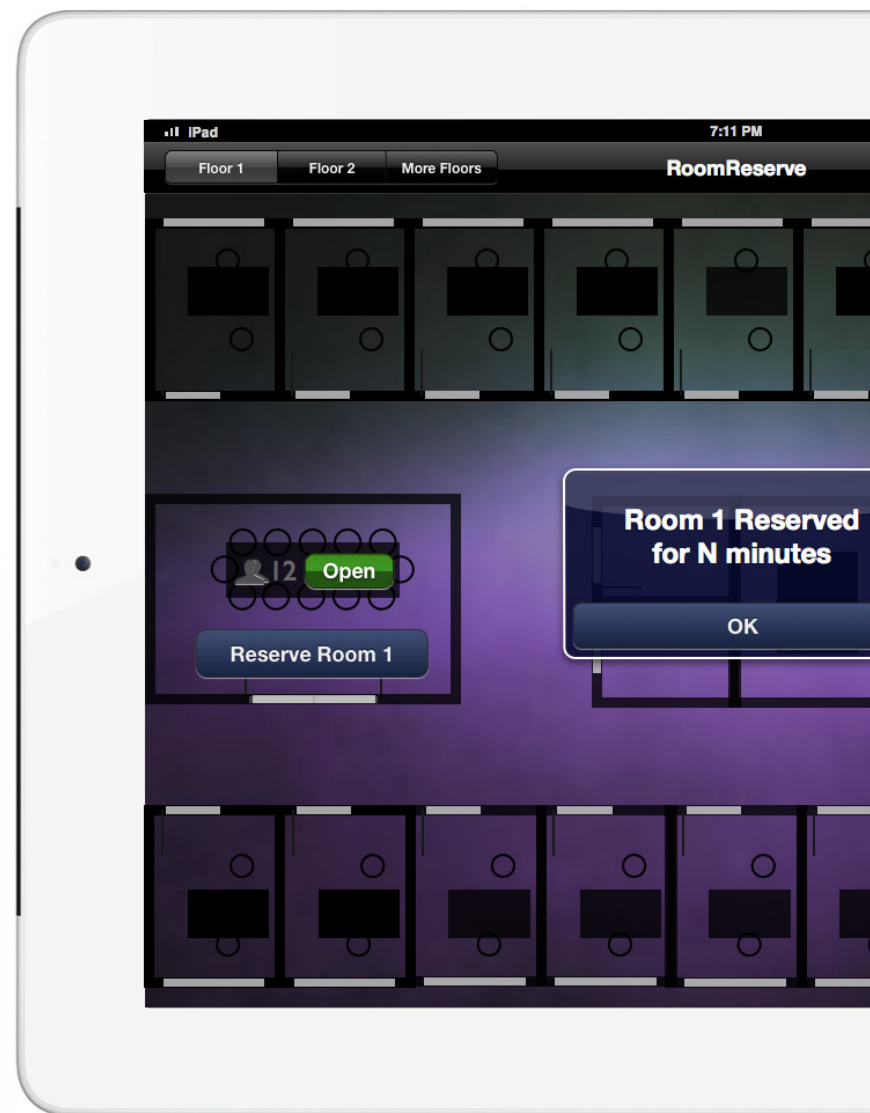 iPad
7:11 PM
Floor 1
Floor 2
More Floors
RoomReserve
Room 1 Reserved
for N minutes
12
Open
OK
Reserve Room 1